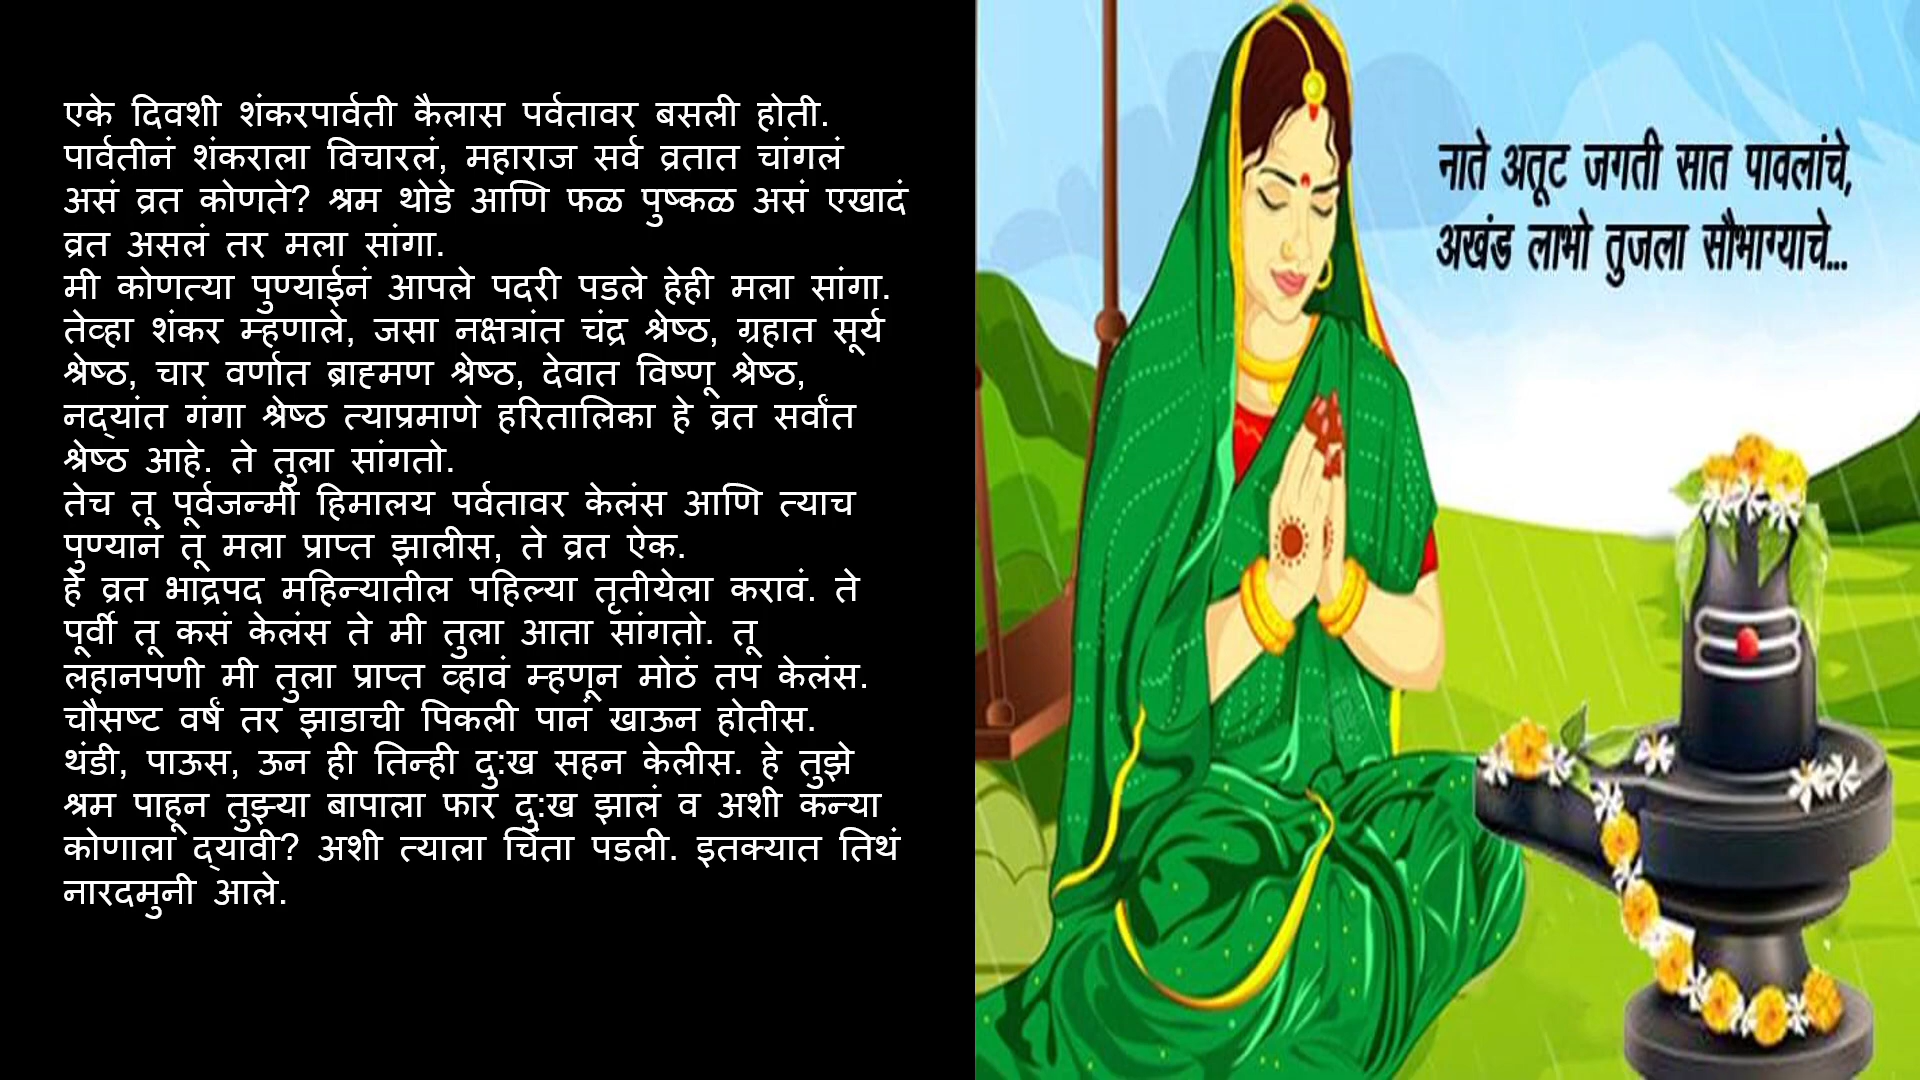 एके दिवशी शंकरपार्वती कैलास पर्वतावर बसली होती.
पार्वतीनं शंकराला विचारलं, महाराज सर्व व्रतात चांगलं
असं व्रत कोणते? श्रम थोडे आणि फळ पुष्कळ असं एखादं
व्रत असलं तर मला सांगा.
मी कोणत्या पुण्याईनं आपले पदरी पडले हेही मला सांगा.
तेव्हा शंकर म्हणाले, जसा नक्षत्रांत चंद्र श्रेष्ठ, ग्रहात सूर्य
श्रेष्ठ, चार वर्णात ब्राह्मण श्रेष्ठ, देवात विष्णू श्रेष्ठ,
नद्यांत गंगा श्रेष्ठ त्याप्रमाणे हरितालिका हे व्रत सर्वांत
श्रेष्ठ आहे. ते तुला सांगतो.
तेच तू पूर्वजन्मी हिमालय पर्वतावर केलंस आणि त्याच
पुण्यानं तू मला प्राप्त झालीस, ते व्रत ऐक.
हे व्रत भाद्रपद महिन्यातील पहिल्या तृतीयेला करावं. ते
पूर्वी तू कसं केलंस ते मी तुला आता सांगतो. तू
लहानपणी मी तुला प्राप्त व्हावं म्हणून मोठं तप केलंस.
चौसष्ट वर्षं तर झाडाची पिकली पानं खाऊन होतीस.
थंडी, पाऊस, ऊन ही तिन्ही दु:ख सहन केलीस. हे तुझे
श्रम पाहून तुझ्या बापाला फार दु:ख झालं व अशी कन्या
कोणाला द्यावी? अशी त्याला चिंता पडली. इतक्यात तिथं
नारदमुनी आले.
नाते अतूट जगती सात पावलांचे,
अखंड लाभो तुजला सौभाग्याचे...